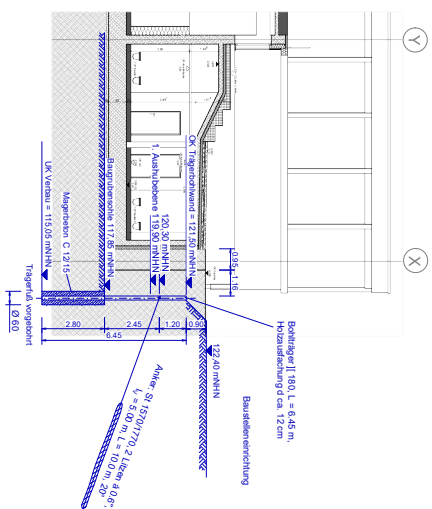 Y
X
OK Trägerbohlwand = 121,50 mNHN
120,30 mNHN
1. Aushubebene 119,90 mNHN
Baugrubensohle 117,85 mNHN
Magerbeton C 12/15
UK Verbau = 115,05 mNHN
Trägerfuß vorgebohrt
Ø 60
2.80
2.45
1.20
0.90
6.45
0.95
1.16
122,40 mNHN
Bohlträger ][ 180, L = 6.45 m,
Holzausfachung d ca. 12 cm
Baustelleneinrichtung
Anker: St 1570/1770, 2 Litzen á 0,6",
= 5,00 m, L = 10,0 m, 20°